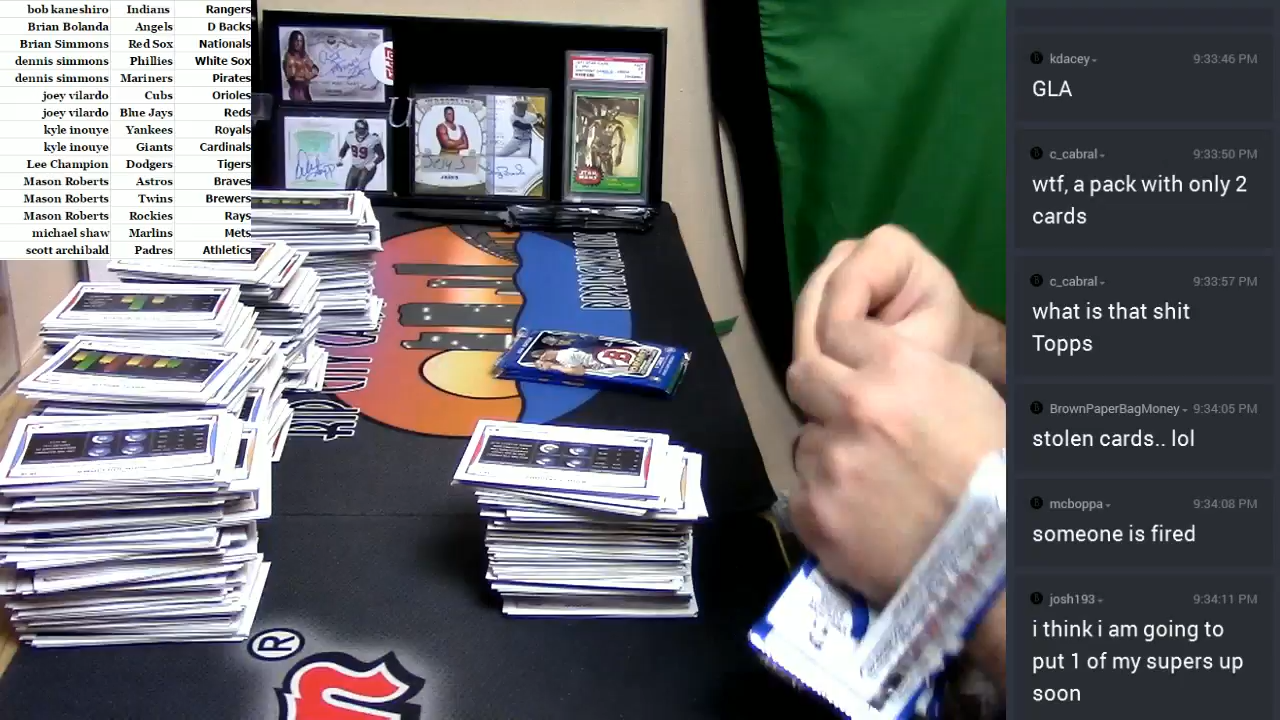 bob kaneshiro Indians Rangers
Brian Bolanda Angels D Backs
Brian Simmons Red Sox Nationals
dennis simmons Phillies White Sox
dennis simmons Mariners Pirates
joey vilardo Cubs Orioles
joey vilardo Blue Jays Reds
kyle inouye Yankees Royals
kyle inouye Giants Cardinals
Lee Champion Dodgers Tigers
Mason Roberts Astros Braves
Mason Roberts Twins Brewers
Mason Roberts Rockies Rays
michael shaw Marlins Mets
scott archibald Padres Athletics
99
STAR WARS
RIP CITY
®
kdacey 9:33:46 PM
GLA
c_cabral 9:33:50 PM
wtf, a pack with only 2
cards
c_cabral 9:33:57 PM
what is that shit
Topps
BrownPaperBagMoney 9:34:05 PM
stolen cards.. lol
mcboppa 9:34:08 PM
someone is fired
josh193 9:34:11 PM
i think i am going to
put 1 of my supers up
soon